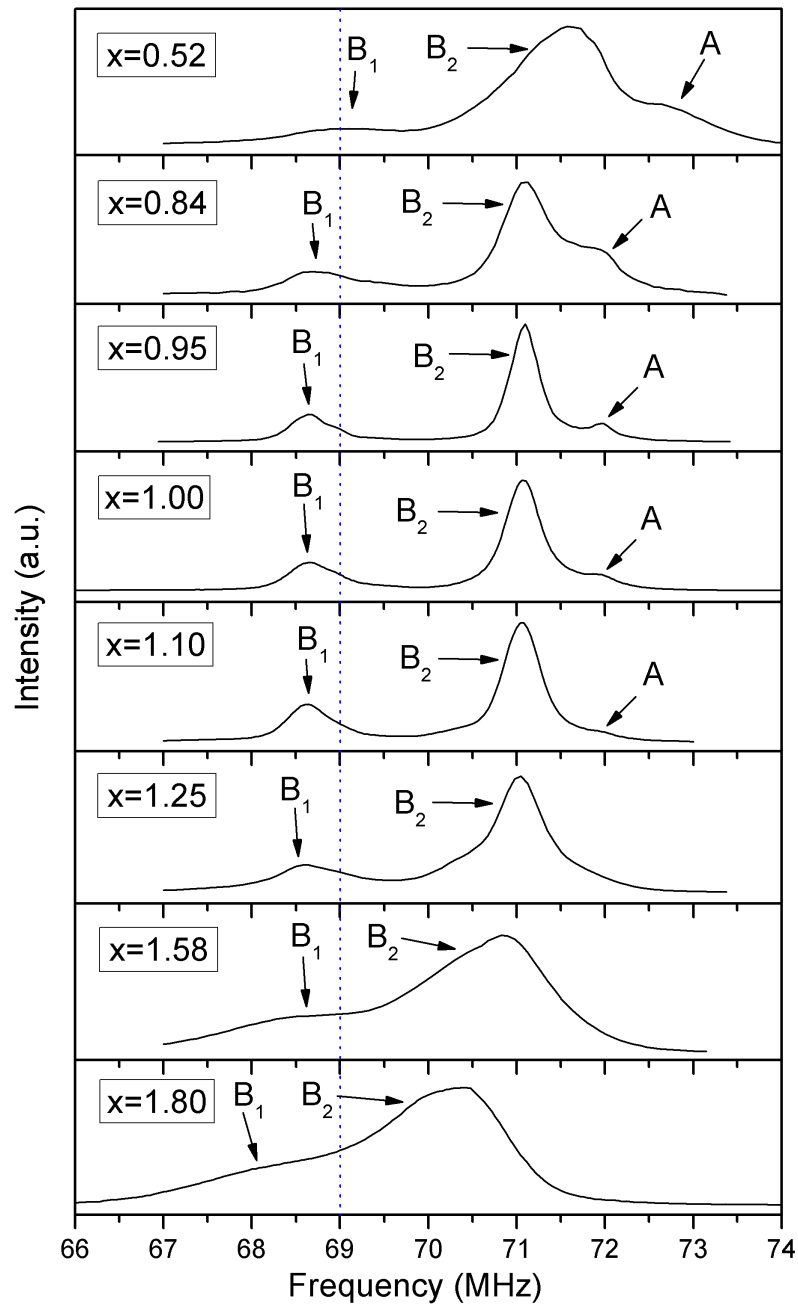 x=0.52
B₁
B₂
A
x=0.84
B₁
B₂
A
x=0.95
B₁
B₂
A
x=1.00
B₁
B₂
A
x=1.10
B₁
B₂
A
x=1.25
B₁
B₂
x=1.58
B₁
B₂
x=1.80
B₁
B₂
66 67 68 69 70 71 72 73 74
Frequency (MHz)
Intensity (a.u.)